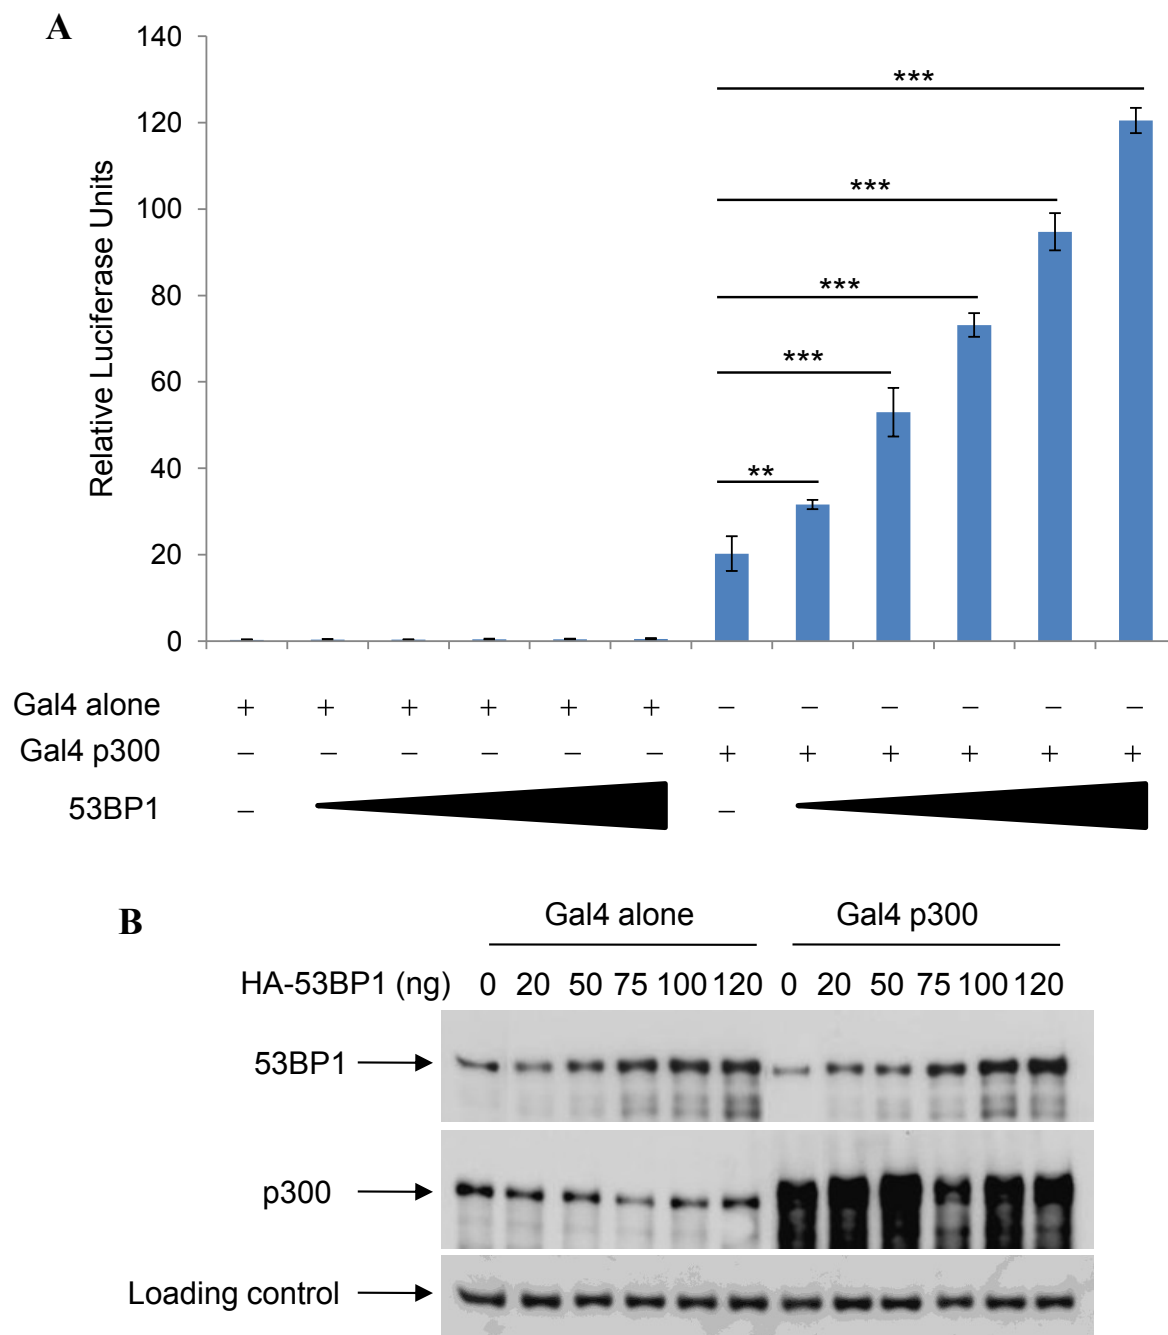 A
140
***
120
***
100
***
80
***
60
**
40
20
0
Relative Luciferase Units
Gal4 alone + + + + + + – – – – – –
Gal4 p300 – – – – – – + + + + + +
53BP1 – –
B
Gal4 alone Gal4 p300
HA-53BP1 (ng) 0 20 50 75 100 120 0 20 50 75 100 120
53BP1
p300
Loading control